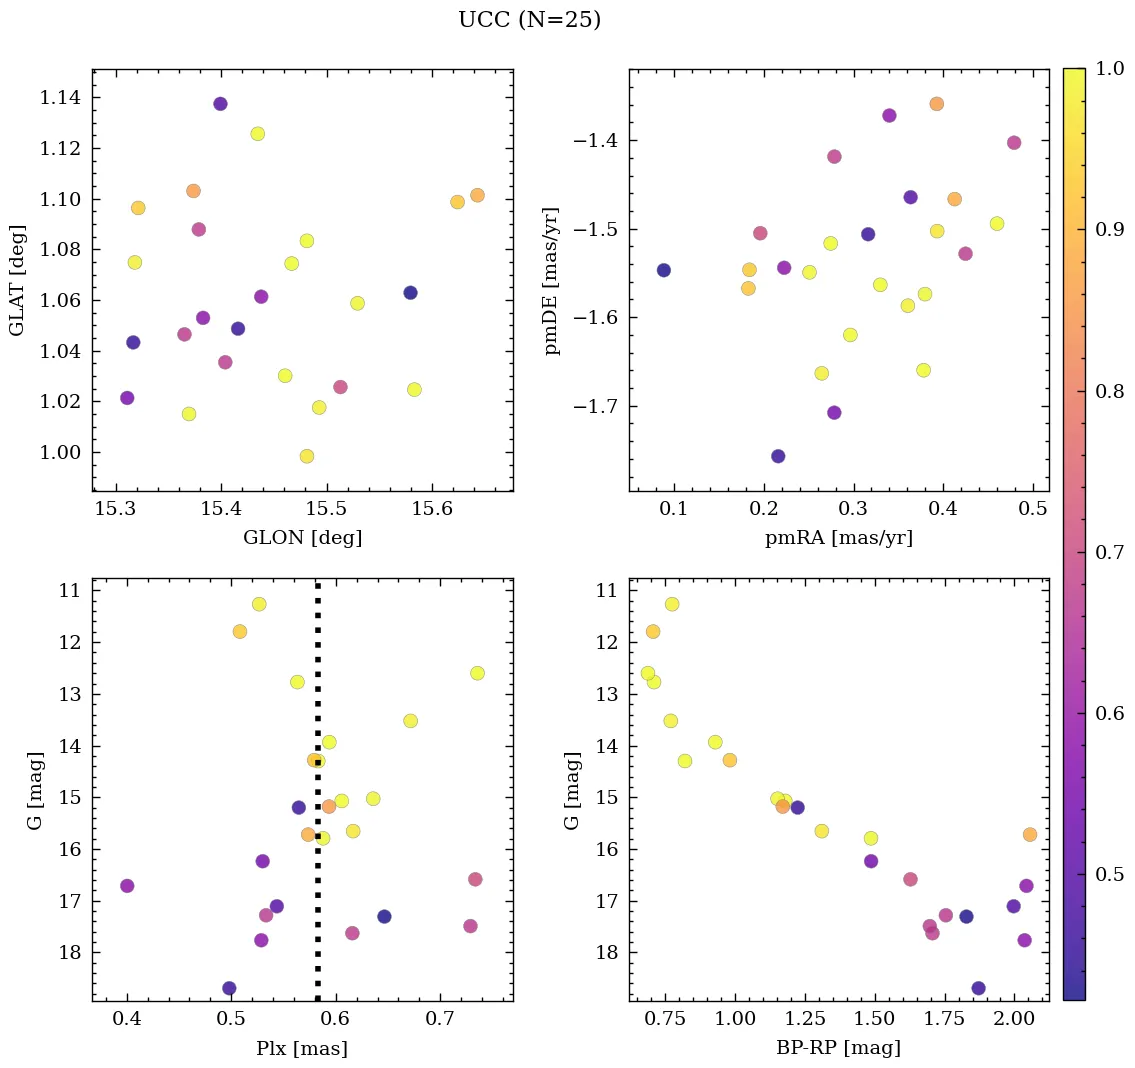 UCC (N=25)
1.14
1.12
1.10
1.08
1.06
1.04
1.02
1.00
GLAT [deg]
15.3 15.4 15.5 15.6
GLON [deg]
−1.4
−1.5
−1.6
−1.7
pmDE [mas/yr]
0.1 0.2 0.3 0.4 0.5
pmRA [mas/yr]
11
12
13
14
15
16
17
18
G [mag]
0.4 0.5 0.6 0.7
Plx [mas]
11
12
13
14
15
16
17
18
G [mag]
0.75 1.00 1.25 1.50 1.75 2.00
BP-RP [mag]
1.0
0.9
0.8
0.7
0.6
0.5